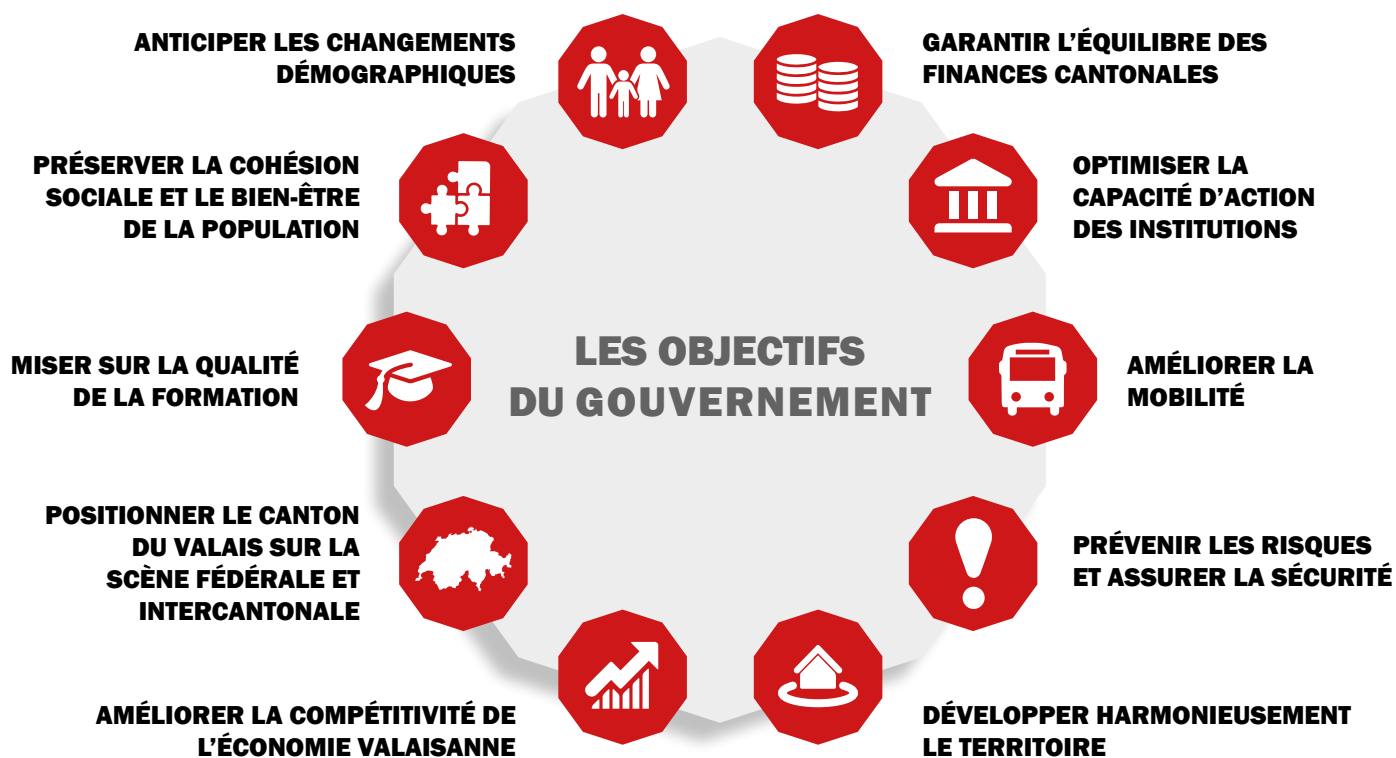 ANTICIPER LES CHANGEMENTS
DÉMOGRAPHIQUES
GARANTIR L'ÉQUILIBRE DES
FINANCES CANTONALES
PRÉSERVER LA COHÉSION
SOCIALE ET LE BIEN-ÊTRE
DE LA POPULATION
OPTIMISER LA
CAPACITÉ D'ACTION
DES INSTITUTIONS
LES OBJECTIFS
DU GOUVERNEMENT
MISER SUR LA QUALITÉ
DE LA FORMATION
AMÉLIORER LA
MOBILITÉ
POSITIONNER LE CANTON
DU VALAIS SUR LA
SCÈNE FÉDÉRALE ET
INTERCANTONALE
PRÉVENIR LES RISQUES
ET ASSURER LA SÉCURITÉ
AMÉLIORER LA COMPÉTITIVITÉ DE
L'ÉCONOMIE VALAISANNE
DÉVELOPPER HARMONIEUSEMENT
LE TERRITOIRE